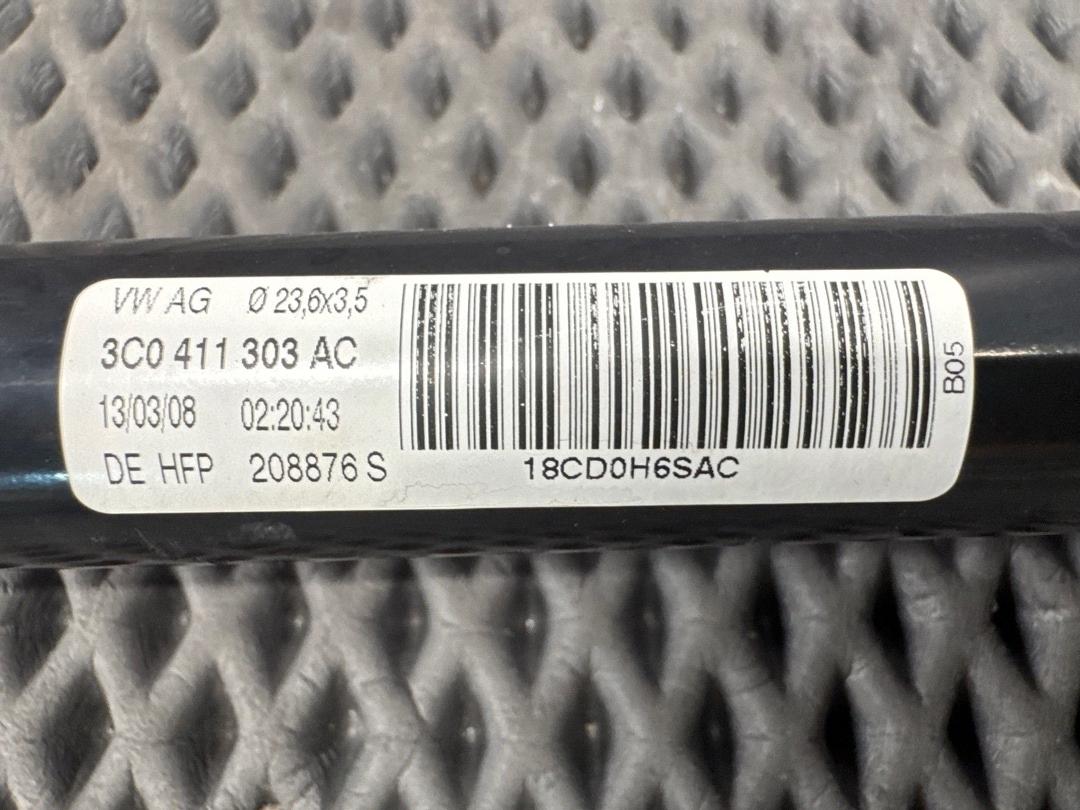 VW AG Ø 23,6x3,5
3C0 411 303 AC
13/03/08 02:20:43
DE HFP 208876 S
18CD0H6SAC
B05